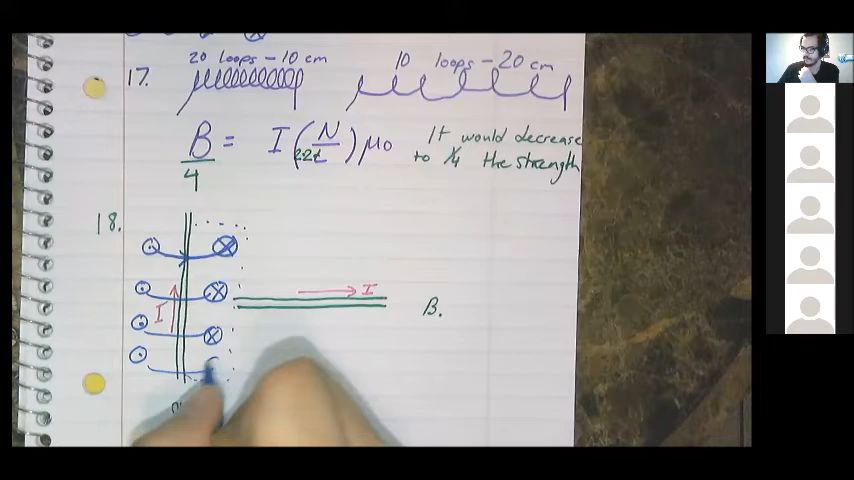 17. 20 loops - 10 cm 10 loops - 20 cm
B/4 = I (N/2·2L) μ0 It would decrease
to 1/4 the strength
18.
I
I
B.